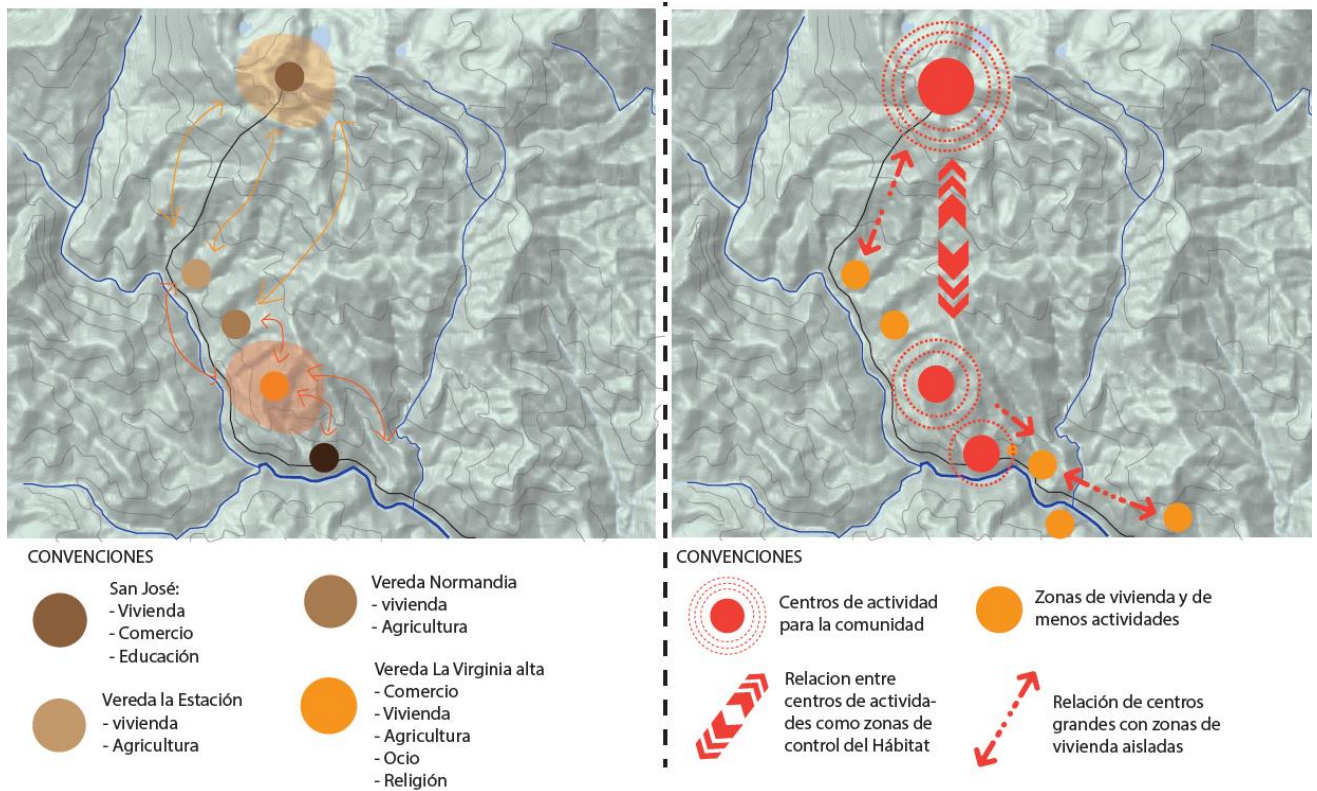 CONVENCIONES
San José:
- Vivienda
- Comercio
- Educación
Vereda la Estación
- vivienda
- Agricultura
Vereda Normandia
- vivienda
- Agricultura
Vereda La Virginia alta
- Comercio
- Vivienda
- Agricultura
- Ocio
- Religión
CONVENCIONES
Centros de actividad
para la comunidad
Relacion entre
centros de activida-
des como zonas de
control del Hábitat
Zonas de vivienda y de
menos actividades
Relación de centros
grandes con zonas de
vivienda aisladas